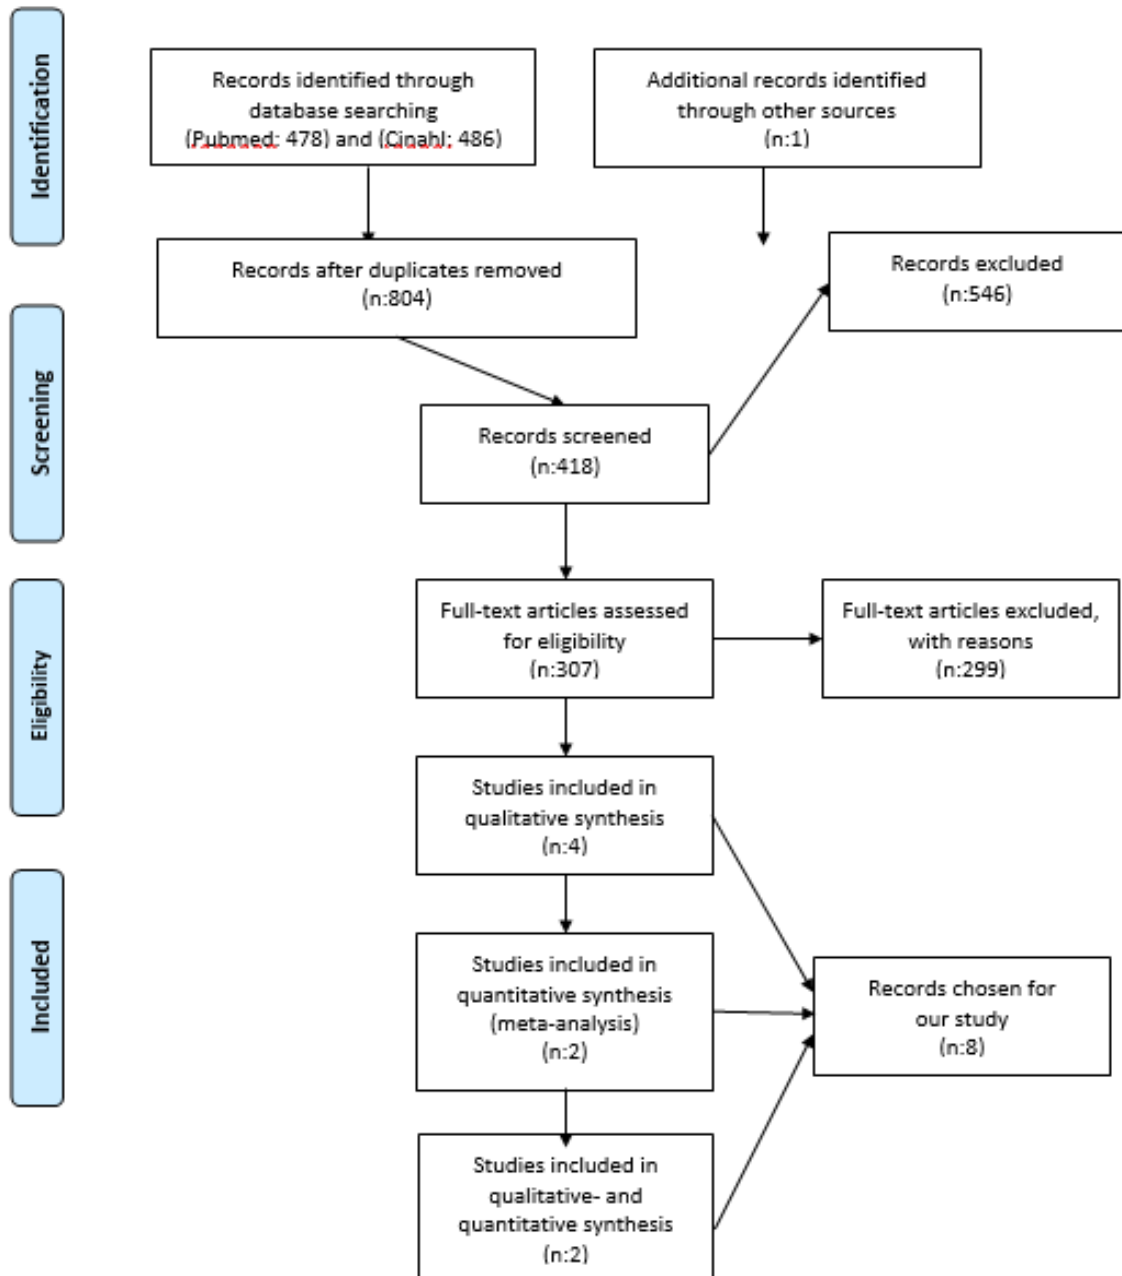 Identification
Records identified through
database searching
(Pubmed: 478) and (Cinahl: 486)
Additional records identified
through other sources
(n:1)
Records after duplicates removed
(n:804)
Records excluded
(n:546)
Screening
Records screened
(n:418)
Eligibility
Full-text articles assessed
for eligibility
(n:307)
Full-text articles excluded,
with reasons
(n:299)
Studies included in
qualitative synthesis
(n:4)
Included
Studies included in
quantitative synthesis
(meta-analysis)
(n:2)
Records chosen for
our study
(n:8)
Studies included in
qualitative- and
quantitative synthesis
(n:2)